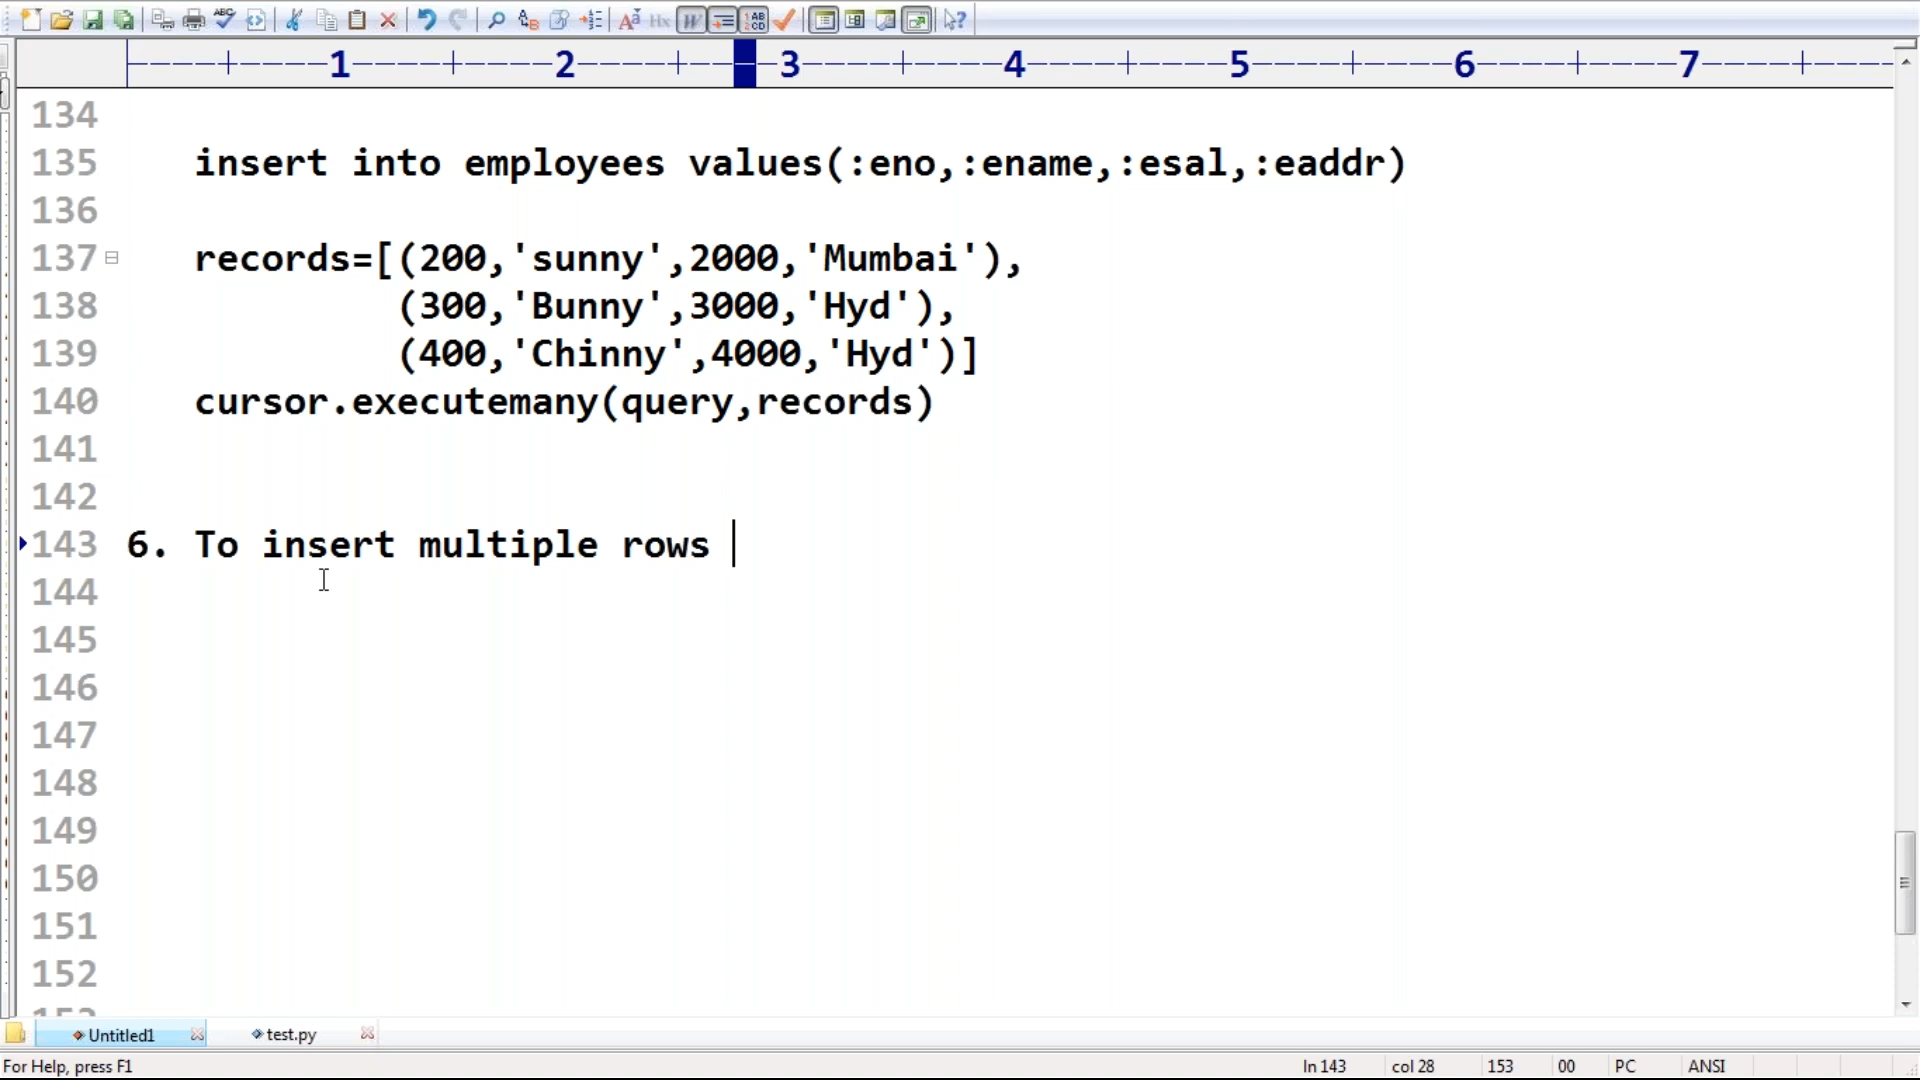 1 2 3 4 5 6 7
134
135 insert into employees values(:eno,:ename,:esal,:eaddr)
136
137 records=[(200,'sunny',2000,'Mumbai'),
138 (300,'Bunny',3000,'Hyd'),
139 (400,'Chinny',4000,'Hyd')]
140 cursor.executemany(query,records)
141
142
143 6. To insert multiple rows
144
145
146
147
148
149
150
151
152
Untitled1 test.py
For Help, press F1 ln 143 col 28 153 00 PC ANSI